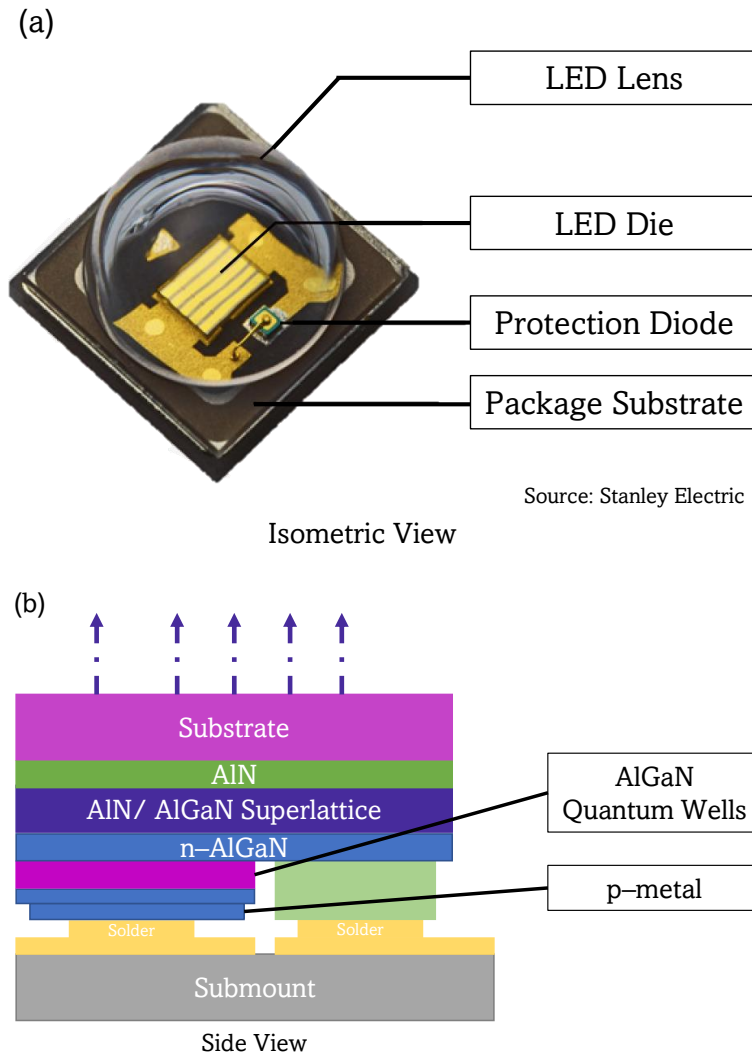 (a)
LED Lens
LED Die
Protection Diode
Package Substrate
Source: Stanley Electric
Isometric View
(b)
Substrate
AlN
AlN/ AlGaN Superlattice
n–AlGaN
AlGaN
Quantum Wells
p–metal
Solder
Solder
Submount
Side View